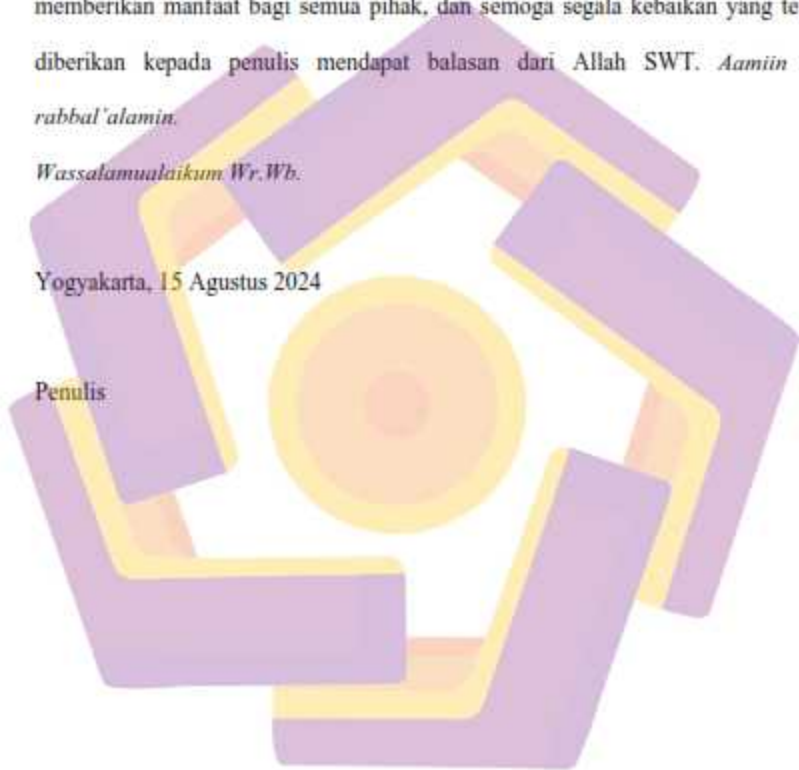 memberikan manfaat bagi semua pihak, dan semoga segala kebaikan yang te
diberikan kepada penulis mendapat balasan dari Allah SWT. Aamiin
rabbal'alamin.
Wassalamualaikum Wr.Wb.
Yogyakarta, 15 Agustus 2024
Penulis